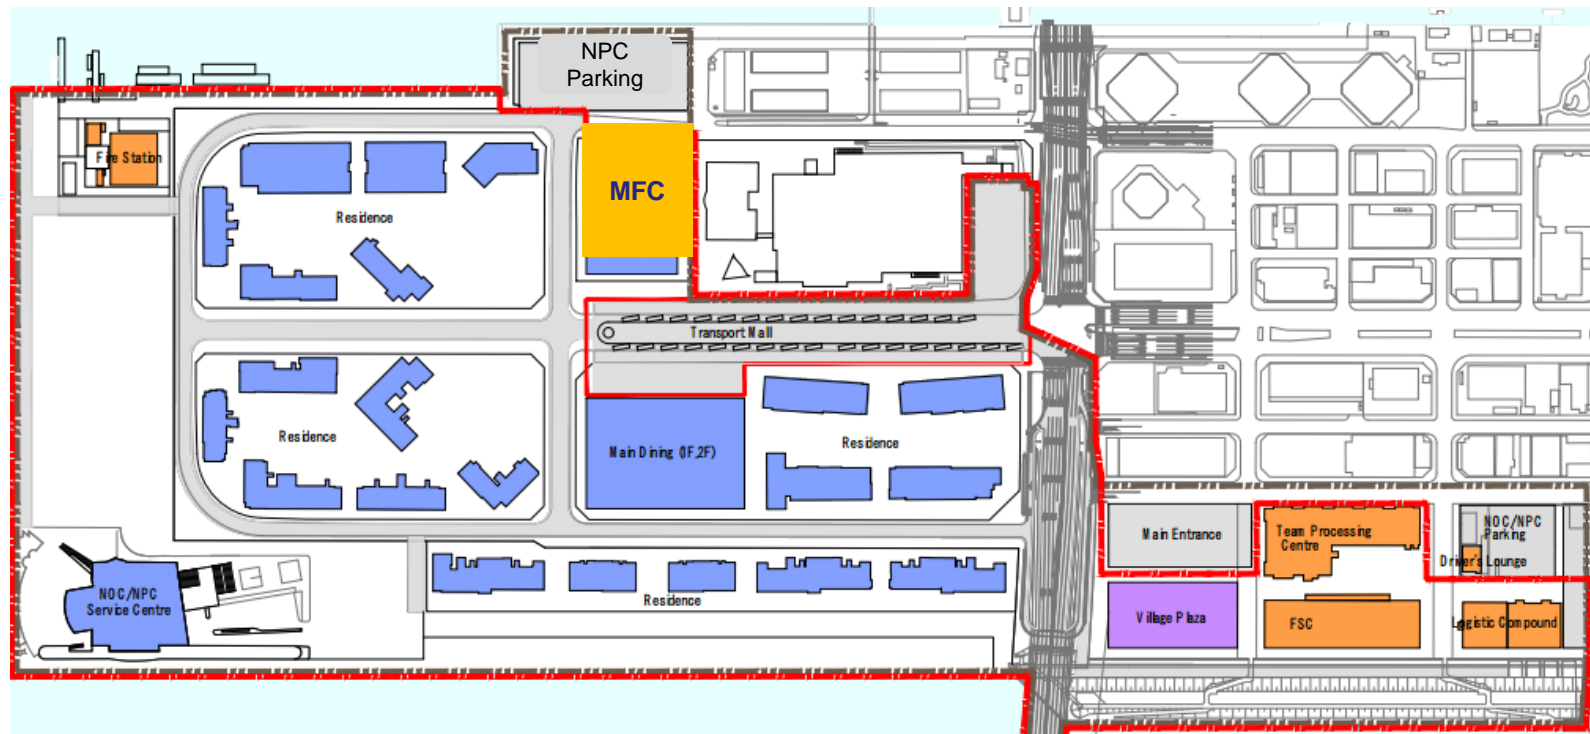 NPC
Parking
Fire Station
MFC
Residence
Transport Mall
Residence
Main Dining (1F,2F)
Residence
Main Entrance
Team Processing
Centre
NOC/NPC
Parking
Driver's Lounge
NOC/NPC
Service Centre
Residence
Village Plaza
FSC
Logistic Compound